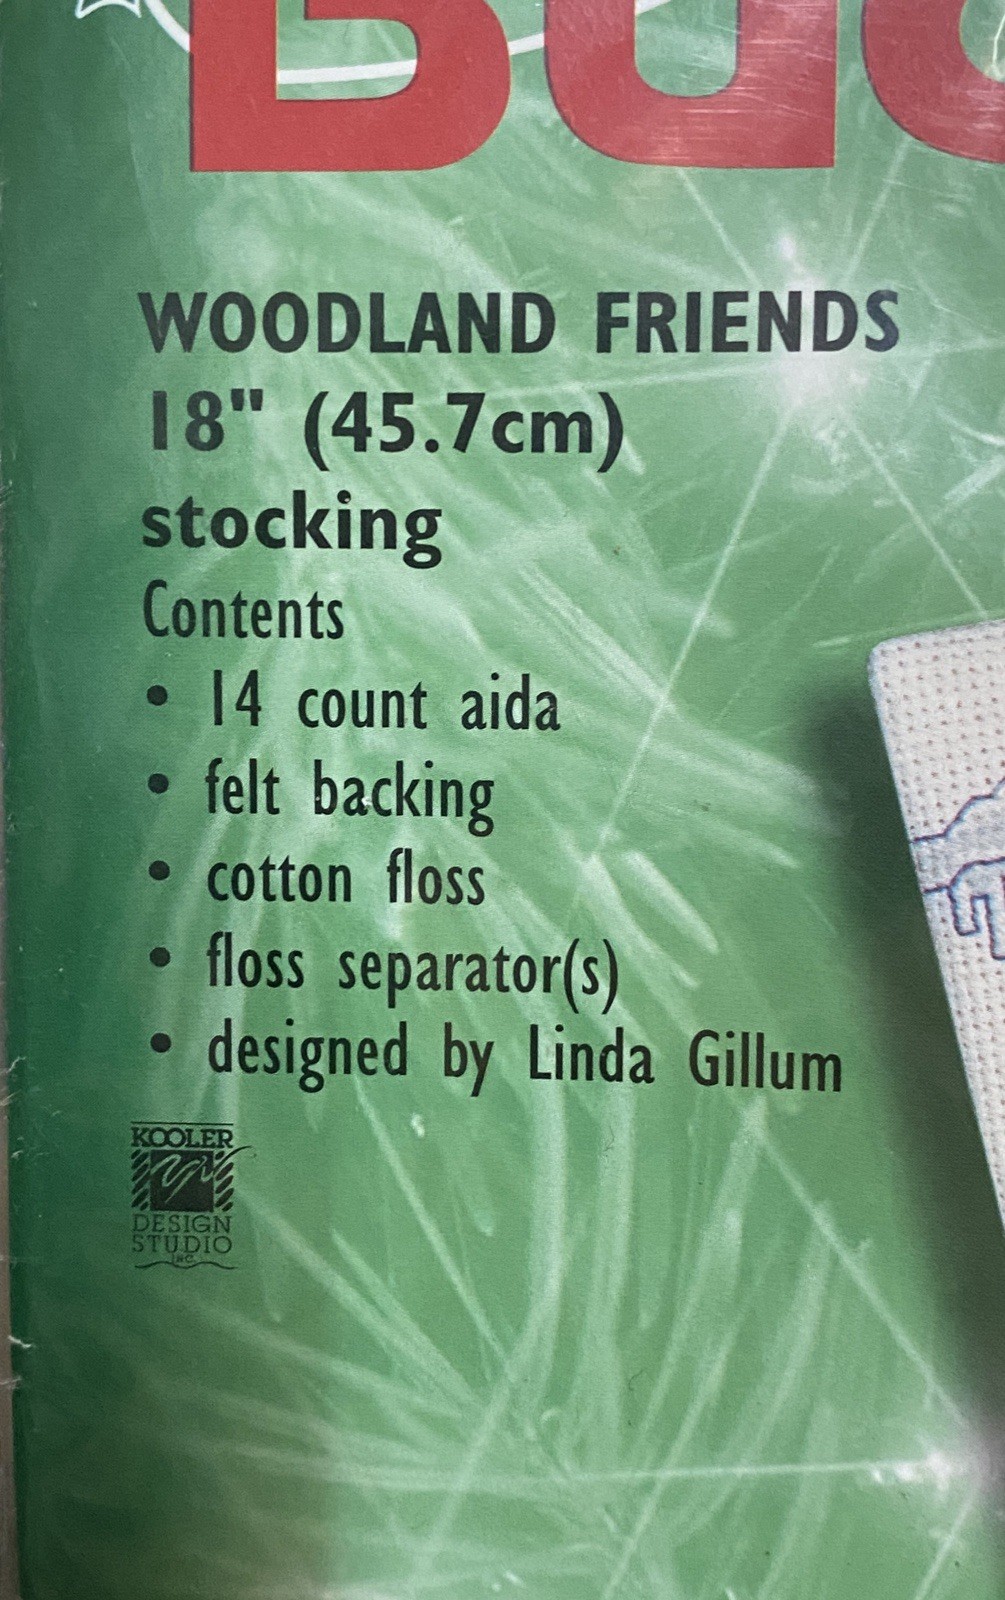 WOODLAND FRIENDS
18" (45.7cm)
stocking
Contents
• 14 count aida
• felt backing
• cotton floss
• floss separator(s)
• designed by Linda Gillum
KOOLER
DESIGN
STUDIO
INC.